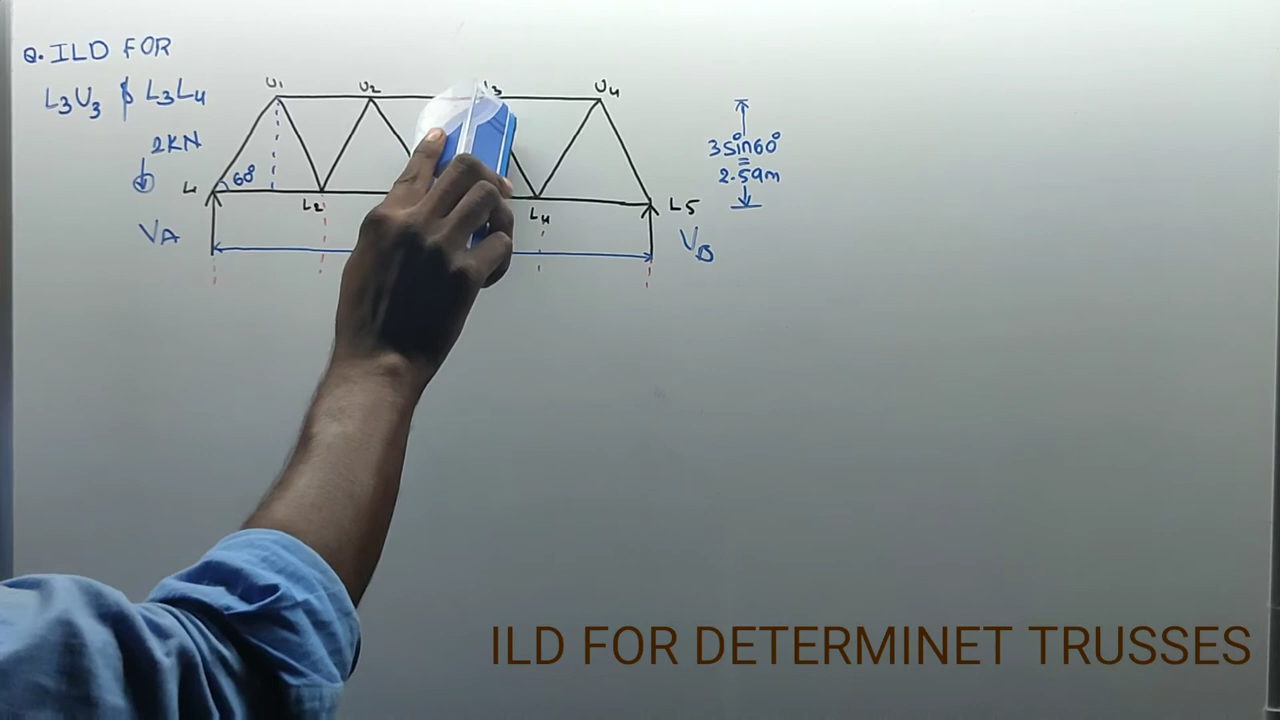 Q. ILD FOR
L3U3 & L3L4
2KN
U1
U2
U4
60°
L2
L4
L5
VA
VB
3sin60°
=
2.59m
ILD FOR DETERMINET TRUSSES